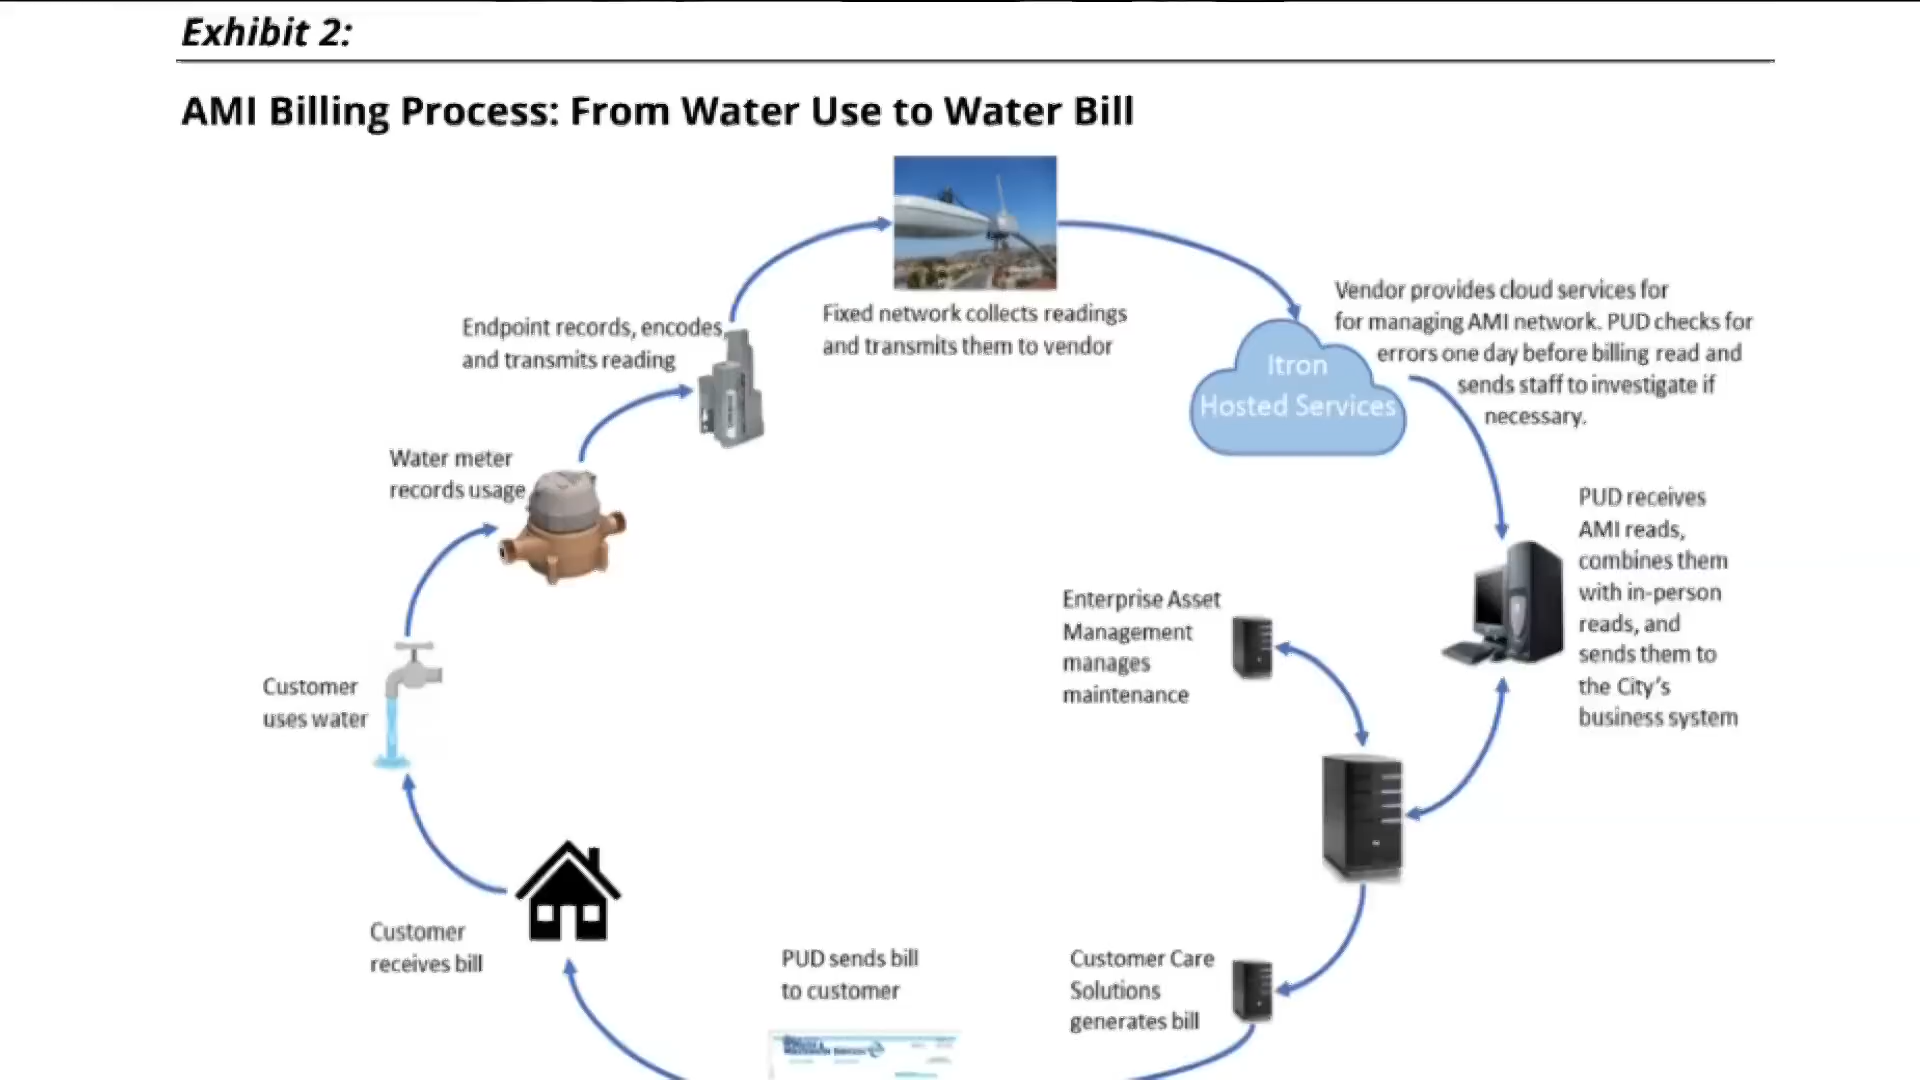 Exhibit 2:
AMI Billing Process: From Water Use to Water Bill
Fixed network collects readings
and transmits them to vendor
Endpoint records, encodes,
and transmits reading
Water meter
records usage
Customer
uses water
Customer
receives bill
Itron
Hosted Services
Vendor provides cloud services for
for managing AMI network. PUD checks for
errors one day before billing read and
sends staff to investigate if
necessary.
PUD receives
AMI reads,
combines them
with in-person
reads, and
sends them to
the City's
business system
Enterprise Asset
Management
manages
maintenance
Customer Care
Solutions
generates bill
PUD sends bill
to customer